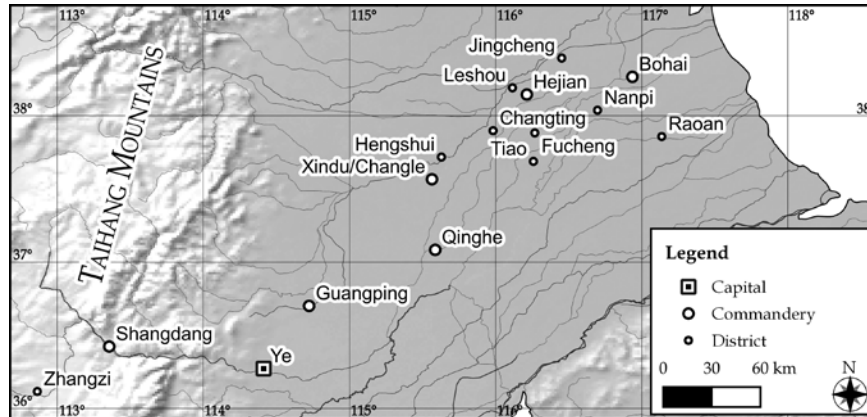 113°
114°
115°
116°
117°
118°
Jingcheng
Bohai
Leshou
Hejian
Nanpi
38°
38°
Changting
Raoan
Hengshui
Tiao
Fucheng
Xindu/Changle
TAIHANG MOUNTAINS
Qinghe
37°
Guangping
Shangdang
Ye
Zhangzi
36°
113°
114°
115°
116°
Legend
Capital
Commandery
District
0 30 60 km
N